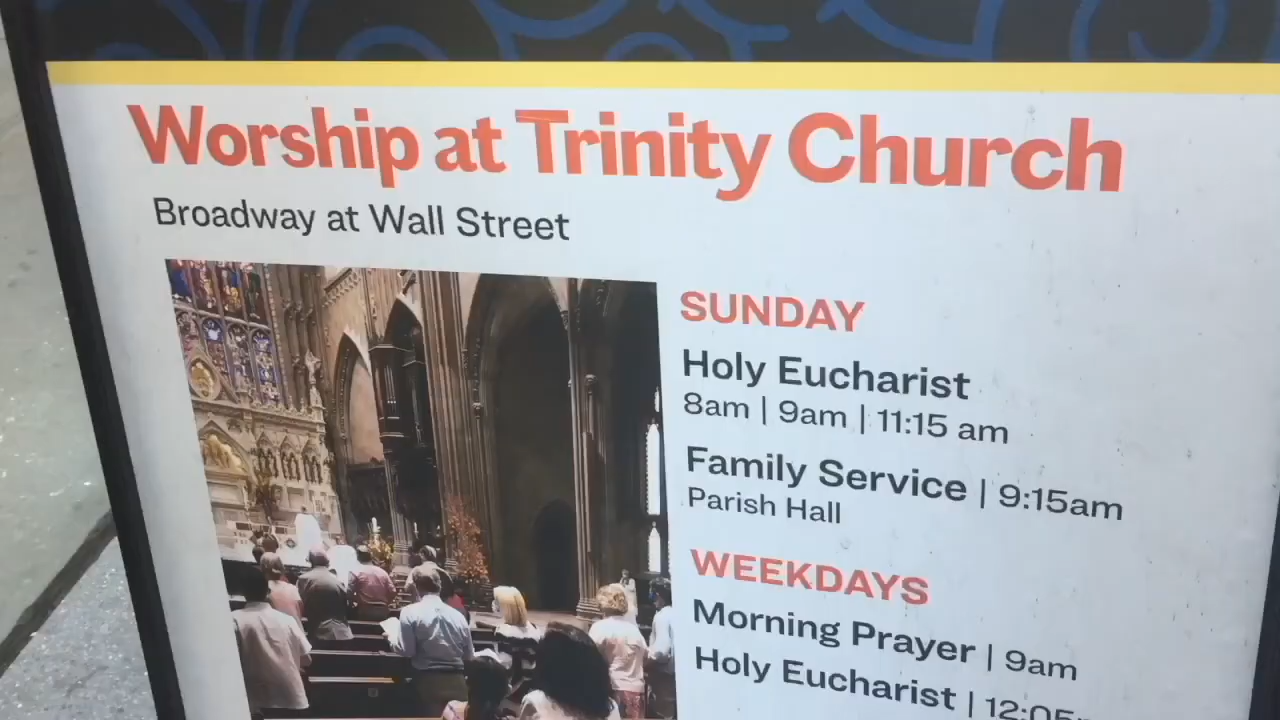 Worship at Trinity Church
Broadway at Wall Street
SUNDAY
Holy Eucharist
8am | 9am | 11:15 am
Family Service | 9:15am
Parish Hall
WEEKDAYS
Morning Prayer | 9am
Holy Eucharist |